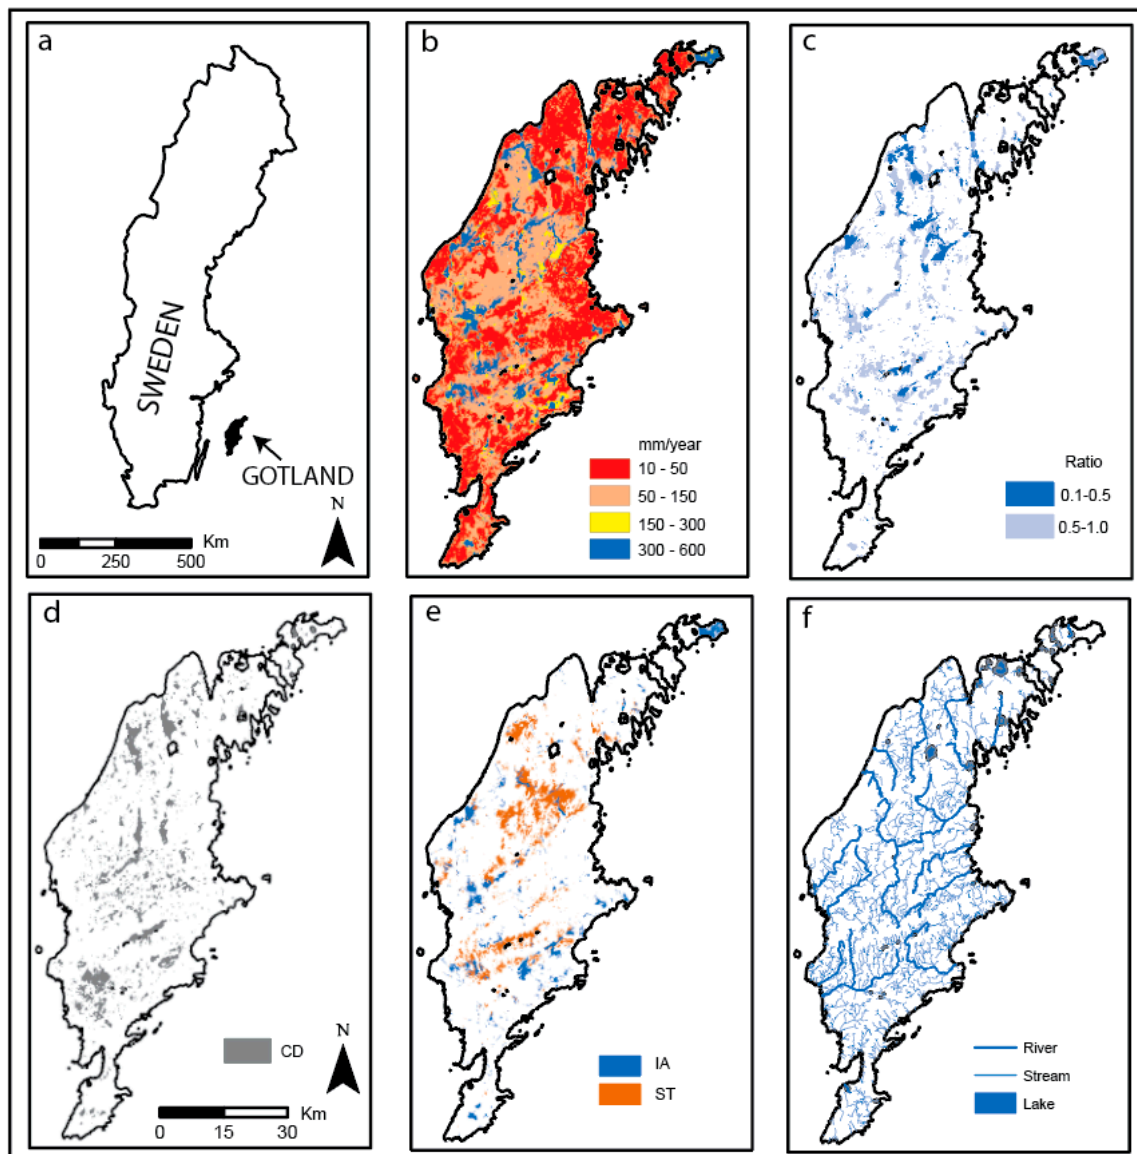 a
SWEDEN
GOTLAND
N
Km
0 250 500
b
mm/year
10 - 50
50 - 150
150 - 300
300 - 600
c
Ratio
0.1-0.5
0.5-1.0
d
CD
N
Km
0 15 30
e
IA
ST
f
River
Stream
Lake